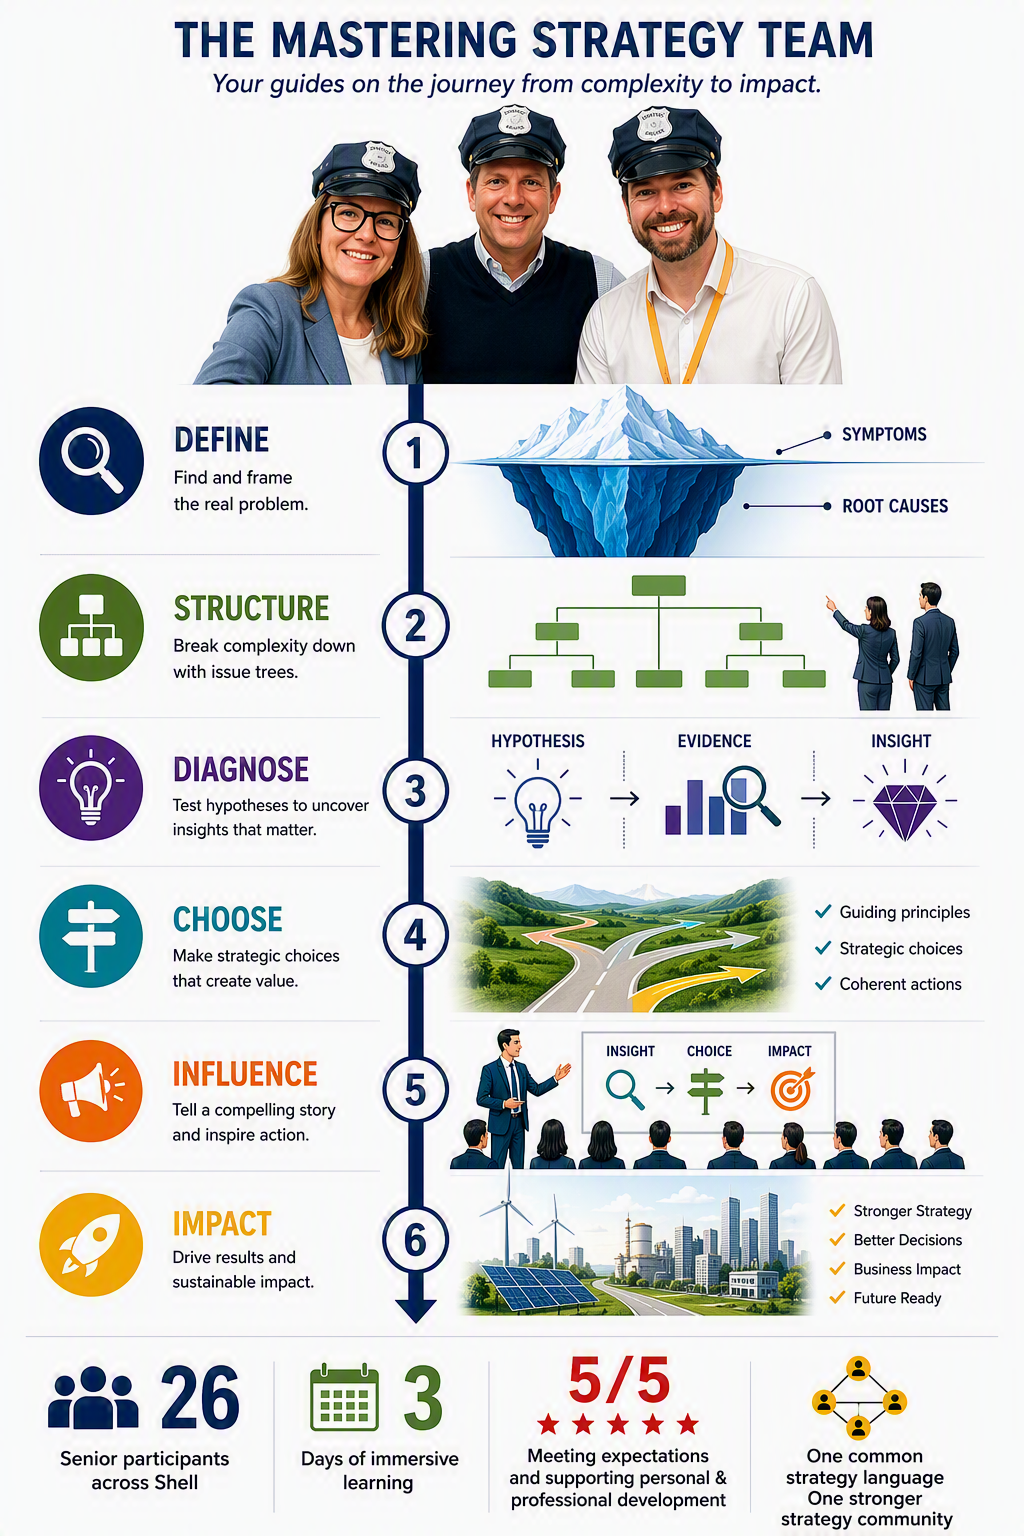 THE MASTERING STRATEGY TEAM
Your guides on the journey from complexity to impact.
DEFINE
Find and frame
the real problem.
1
SYMPTOMS
ROOT CAUSES
STRUCTURE
Break complexity down
with issue trees.
2
DIAGNOSE
Test hypotheses to uncover
insights that matter.
3
HYPOTHESIS
EVIDENCE
INSIGHT
CHOOSE
Make strategic choices
that create value.
4
Guiding principles
Strategic choices
Coherent actions
INFLUENCE
Tell a compelling story
and inspire action.
5
INSIGHT
CHOICE
IMPACT
IMPACT
Drive results and
sustainable impact.
6
Stronger Strategy
Better Decisions
Business Impact
Future Ready
26
Senior participants
across Shell
3
Days of immersive
learning
5/5
Meeting expectations
and supporting personal &
professional development
One common
strategy language
One stronger
strategy community